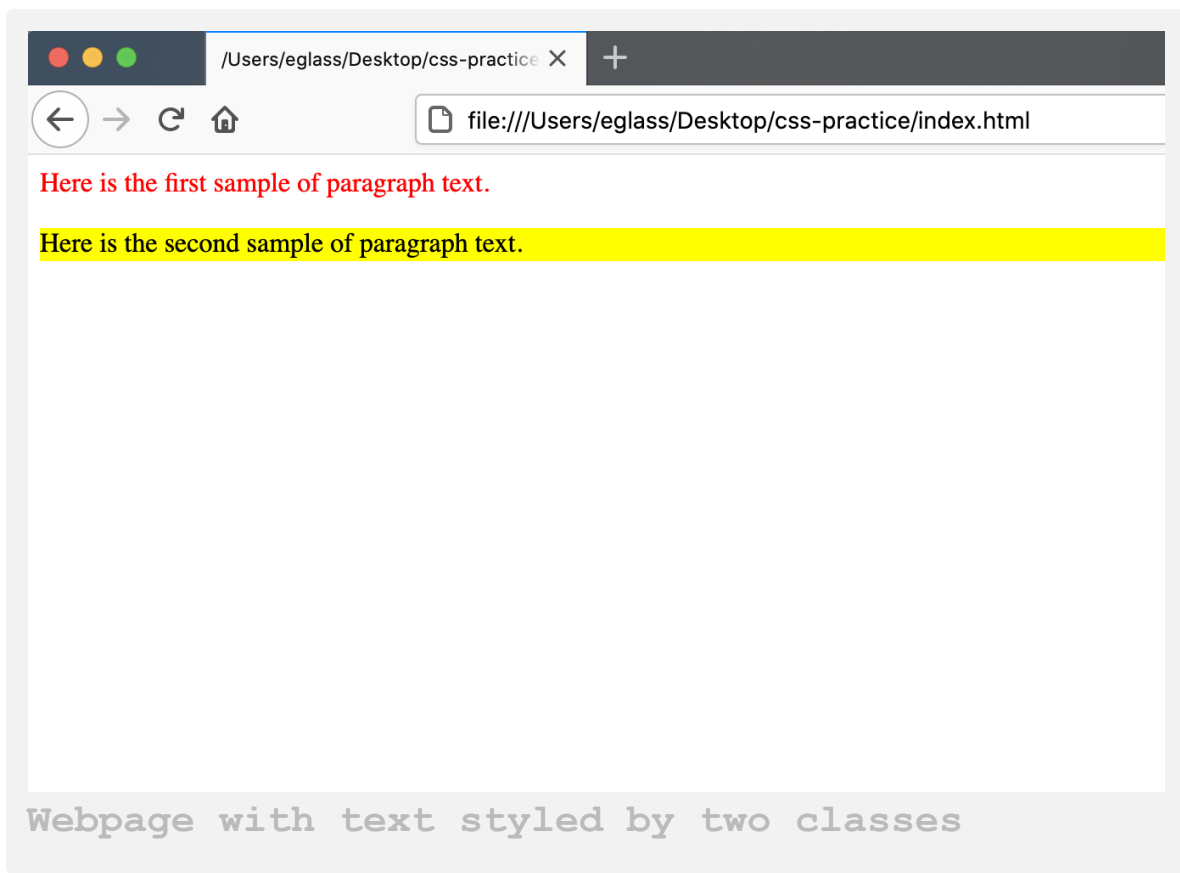 /Users/eglass/Desktop/css-practice
file:///Users/eglass/Desktop/css-practice/index.html
Here is the first sample of paragraph text.
Here is the second sample of paragraph text.
Webpage with text styled by two classes